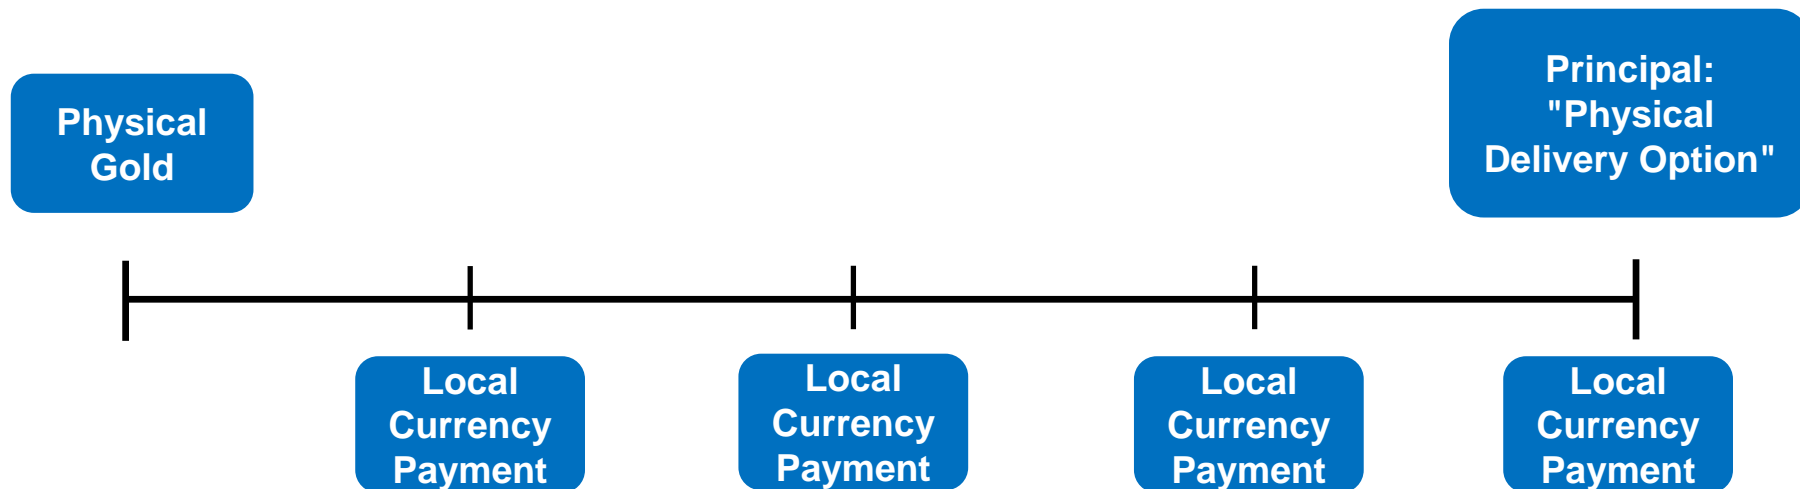 Physical
Gold
Principal:
"Physical
Delivery Option"
Local
Currency
Payment
Local
Currency
Payment
Local
Currency
Payment
Local
Currency
Payment